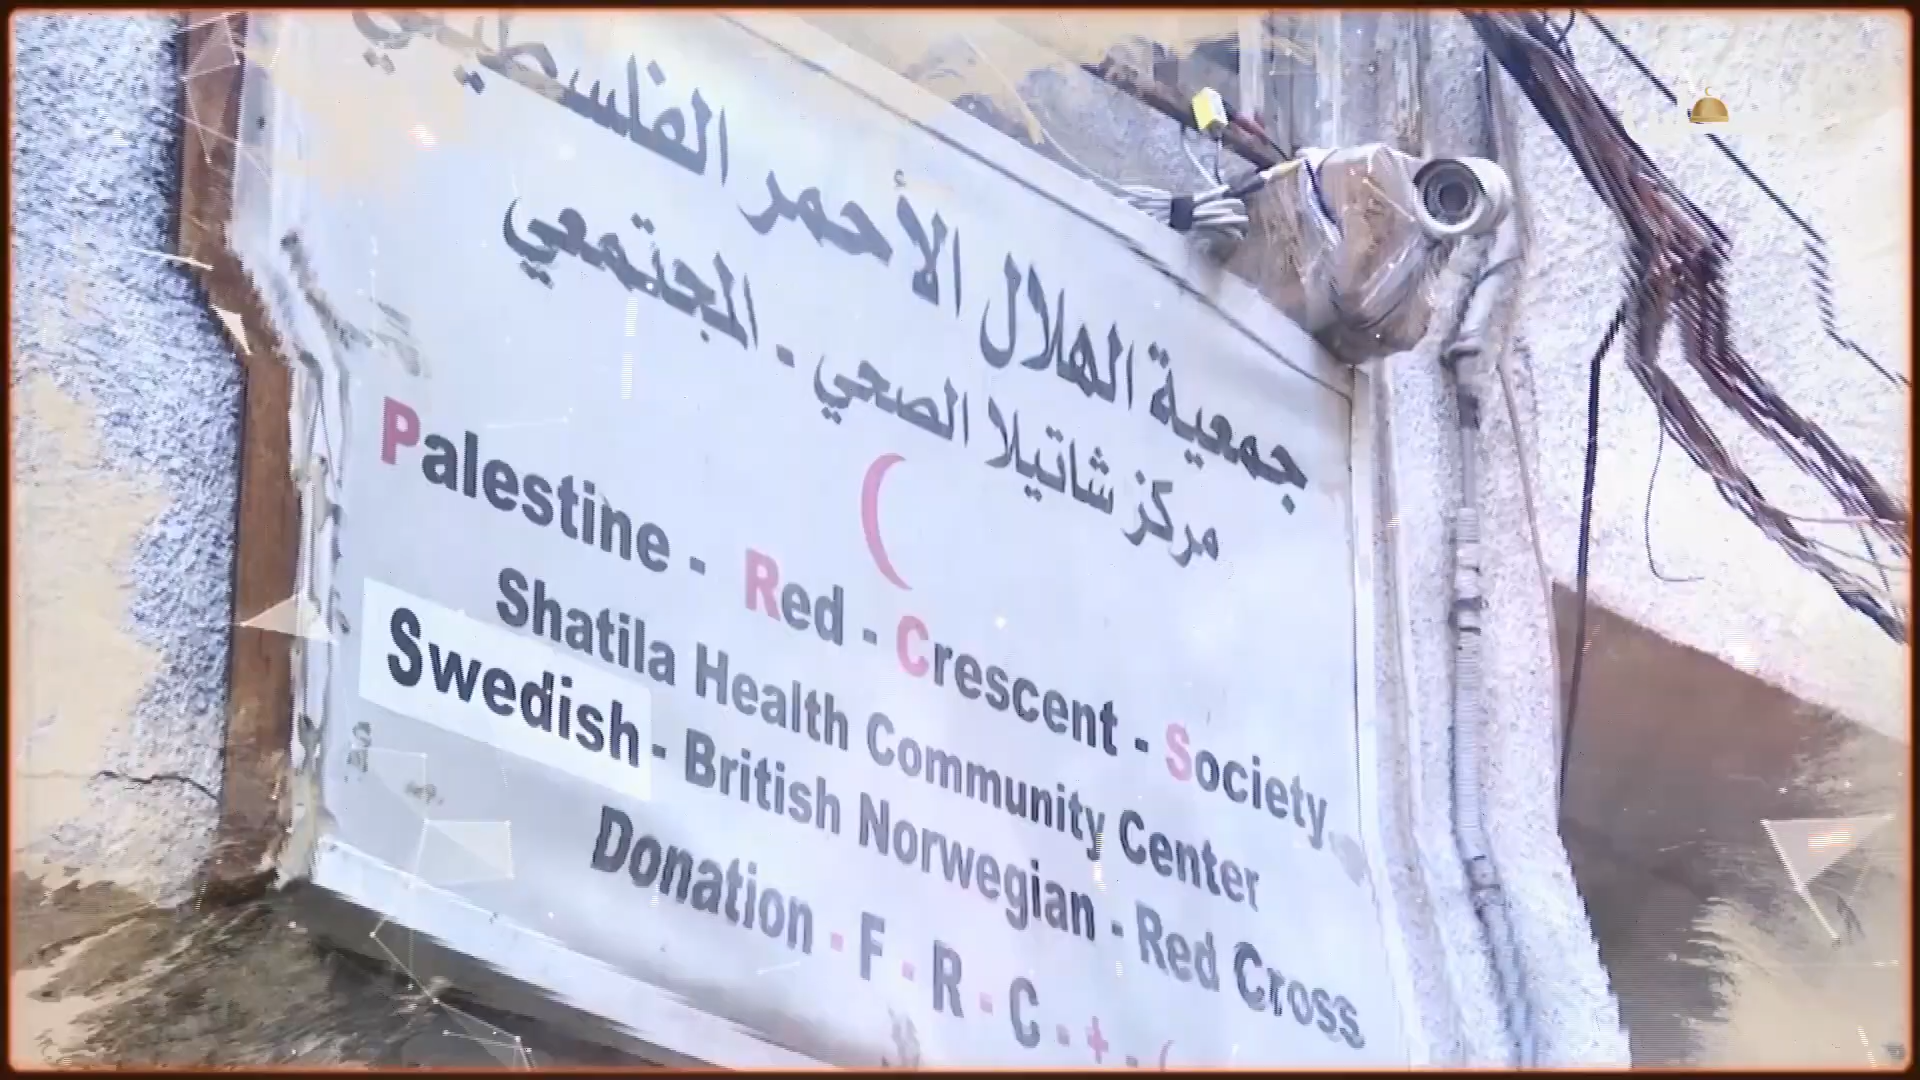 جمعية الهلال الأحمر الفلسطيني
مركز شاتيلا الصحي - المجتمعي
Palestine - Red - Crescent - Society
Shatila Health Community Center
Swedish - British Norwegian - Red Cross
Donation - F - R - C - + - (